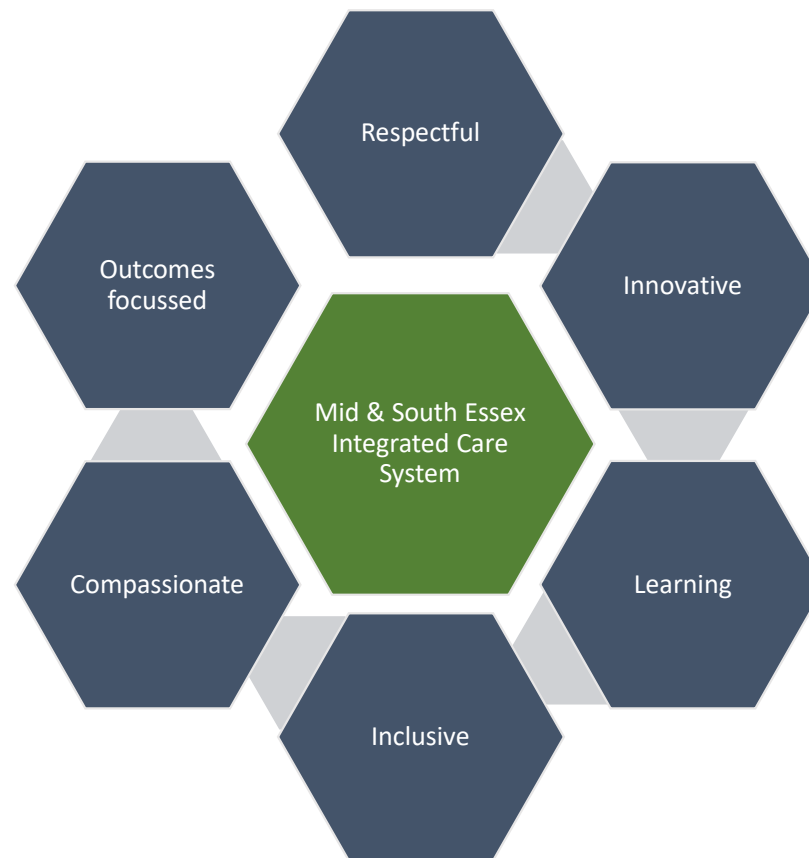 Respectful
Outcomes
focussed
Innovative
Mid & South Essex
Integrated Care
System
Compassionate
Learning
Inclusive